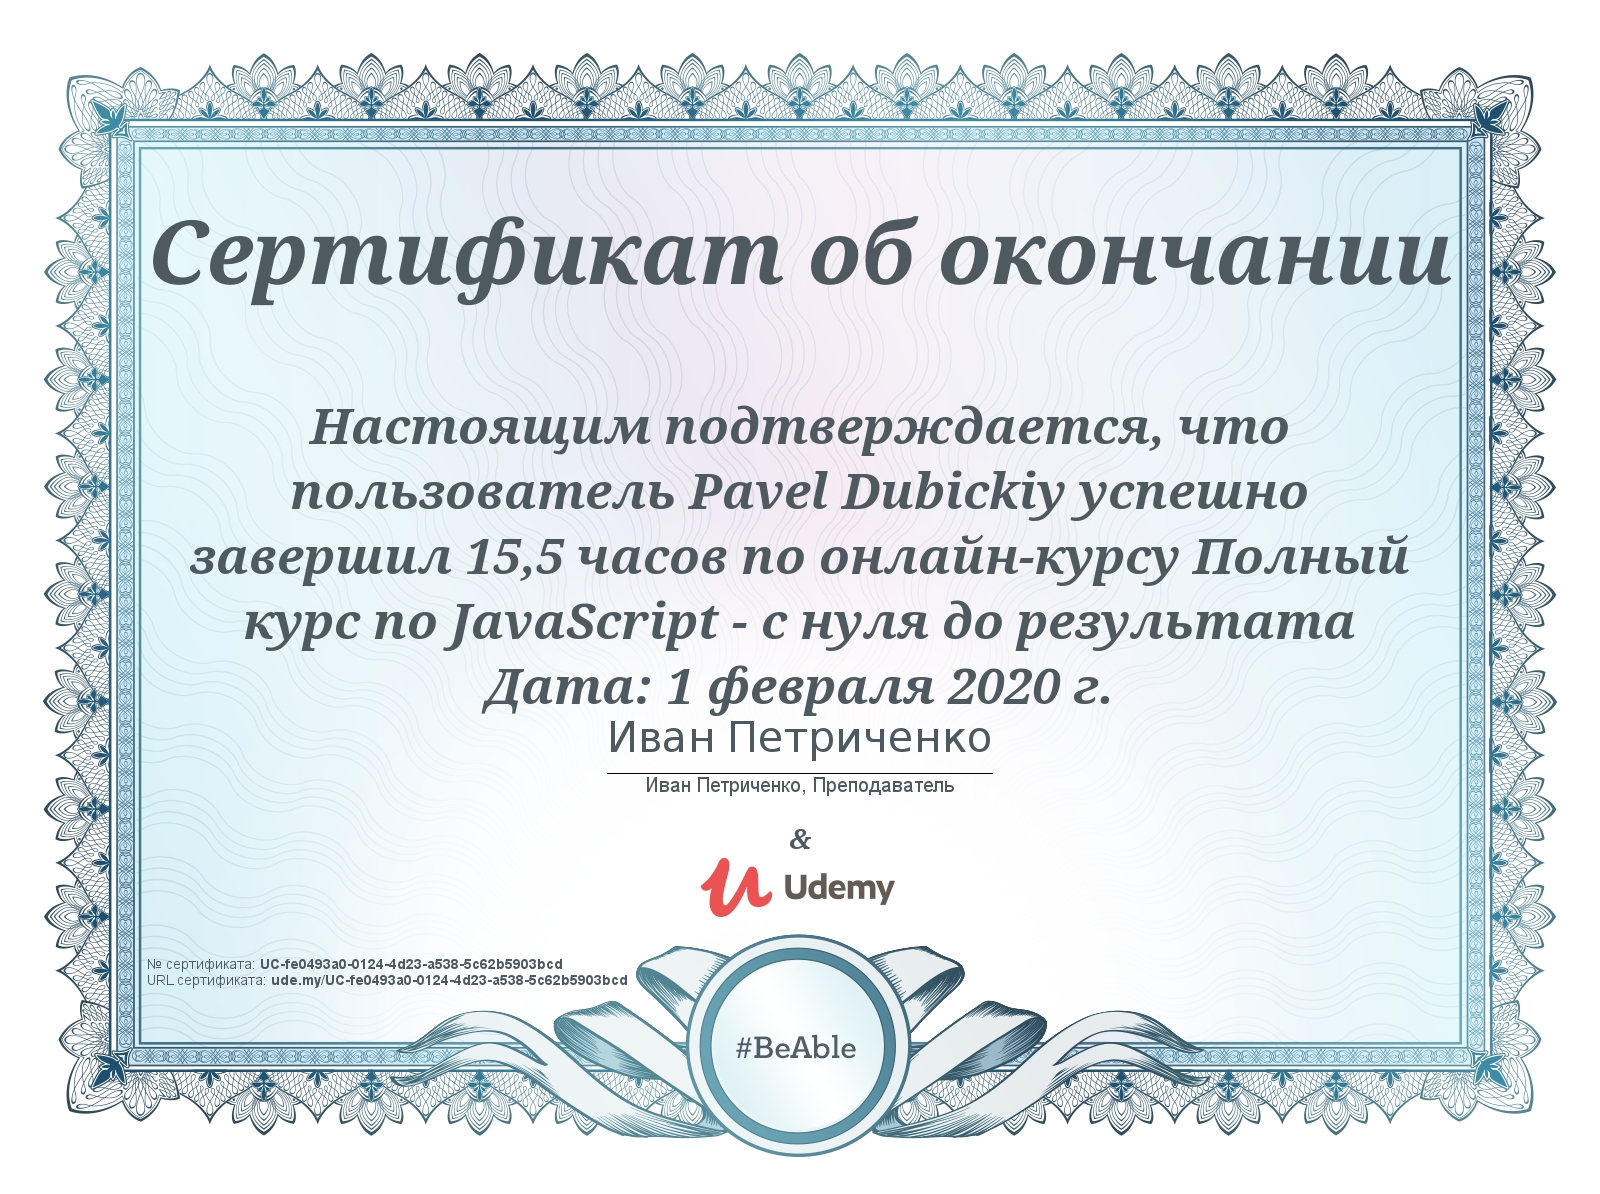 Сертификат об окончании
Настоящим подтверждается, что
пользователь Pavel Dubickiy успешно
завершил 15,5 часов по онлайн-курсу Полный
курс по JavaScript - с нуля до результата
Дата: 1 февраля 2020 г.
Иван Петриченко
Иван Петриченко, Преподаватель
&
Udemy
№ сертификата: UC-fe0493a0-0124-4d23-a538-5c62b5903bcd
URL сертификата: ude.my/UC-fe0493a0-0124-4d23-a538-5c62b5903bcd
#BeAble